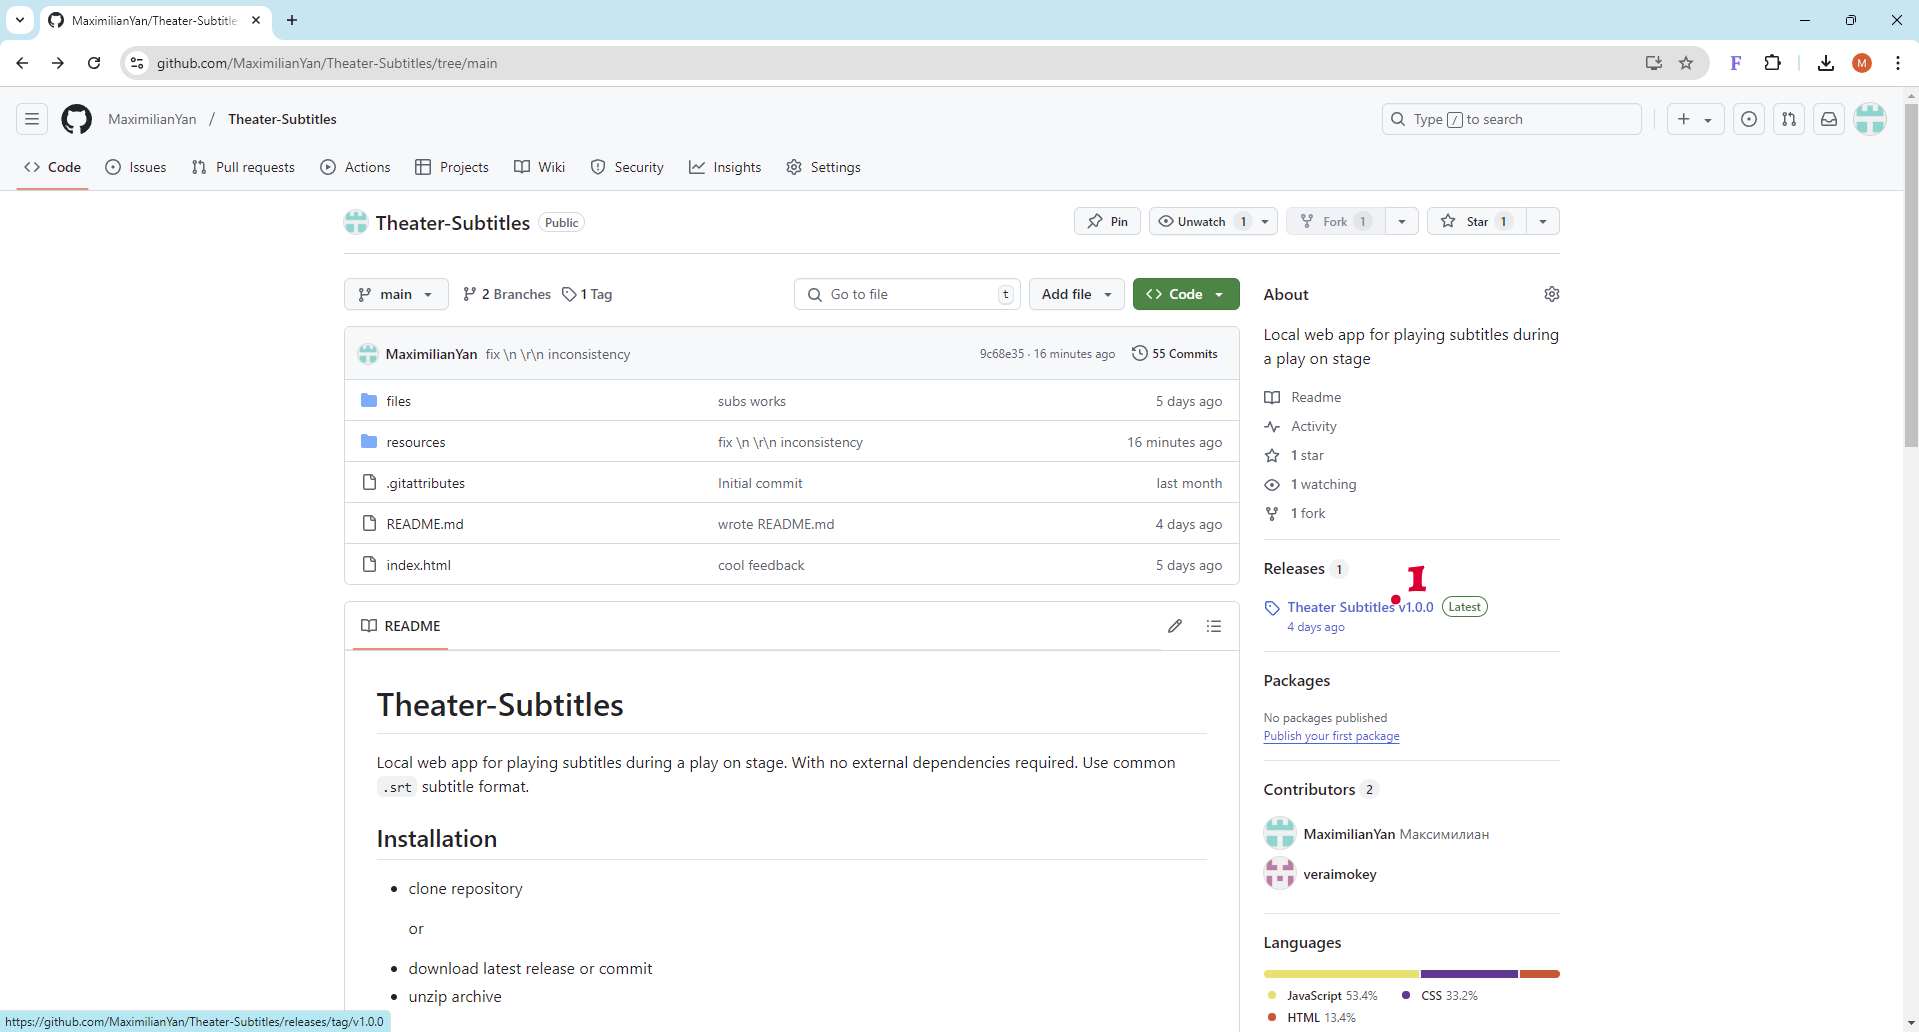 MaximilianYan/Theater-Subtitle
github.com/MaximilianYan/Theater-Subtitles/tree/main
F
M
MaximilianYan / Theater-Subtitles
Type / to search
Code
Issues
Pull requests
Actions
Projects
Wiki
Security
Insights
Settings
Theater-Subtitles Public
Pin
Unwatch 1
Fork 1
Star 1
main
2 Branches
1 Tag
Go to file t
Add file
Code
MaximilianYan fix \n \r\n inconsistency 9c68e35 · 16 minutes ago 55 Commits
files subs works 5 days ago
resources fix \n \r\n inconsistency 16 minutes ago
.gitattributes Initial commit last month
README.md wrote README.md 4 days ago
index.html cool feedback 5 days ago
README
Theater-Subtitles
Local web app for playing subtitles during a play on stage. With no external dependencies required. Use common
.srt subtitle format.
Installation
clone repository
or
download latest release or commit
unzip archive
About
Local web app for playing subtitles during
a play on stage
Readme
Activity
1 star
1 watching
1 fork
Releases 1
1
Theater Subtitles v1.0.0 Latest
4 days ago
Packages
No packages published
Publish your first package
Contributors 2
MaximilianYan Максимилиан
veraimokey
Languages
JavaScript 53.4% CSS 33.2%
HTML 13.4%
https://github.com/MaximilianYan/Theater-Subtitles/releases/tag/v1.0.0